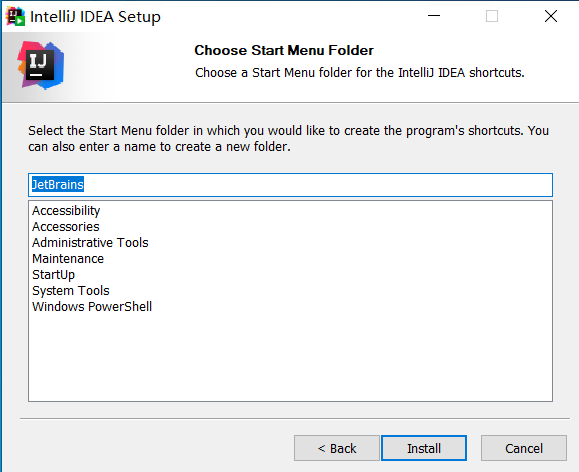 IntelliJ IDEA Setup
IJ
Choose Start Menu Folder
Choose a Start Menu folder for the IntelliJ IDEA shortcuts.
Select the Start Menu folder in which you would like to create the program's shortcuts. You
can also enter a name to create a new folder.
JetBrains
Accessibility
Accessories
Administrative Tools
Maintenance
StartUp
System Tools
Windows PowerShell
< Back
Install
Cancel